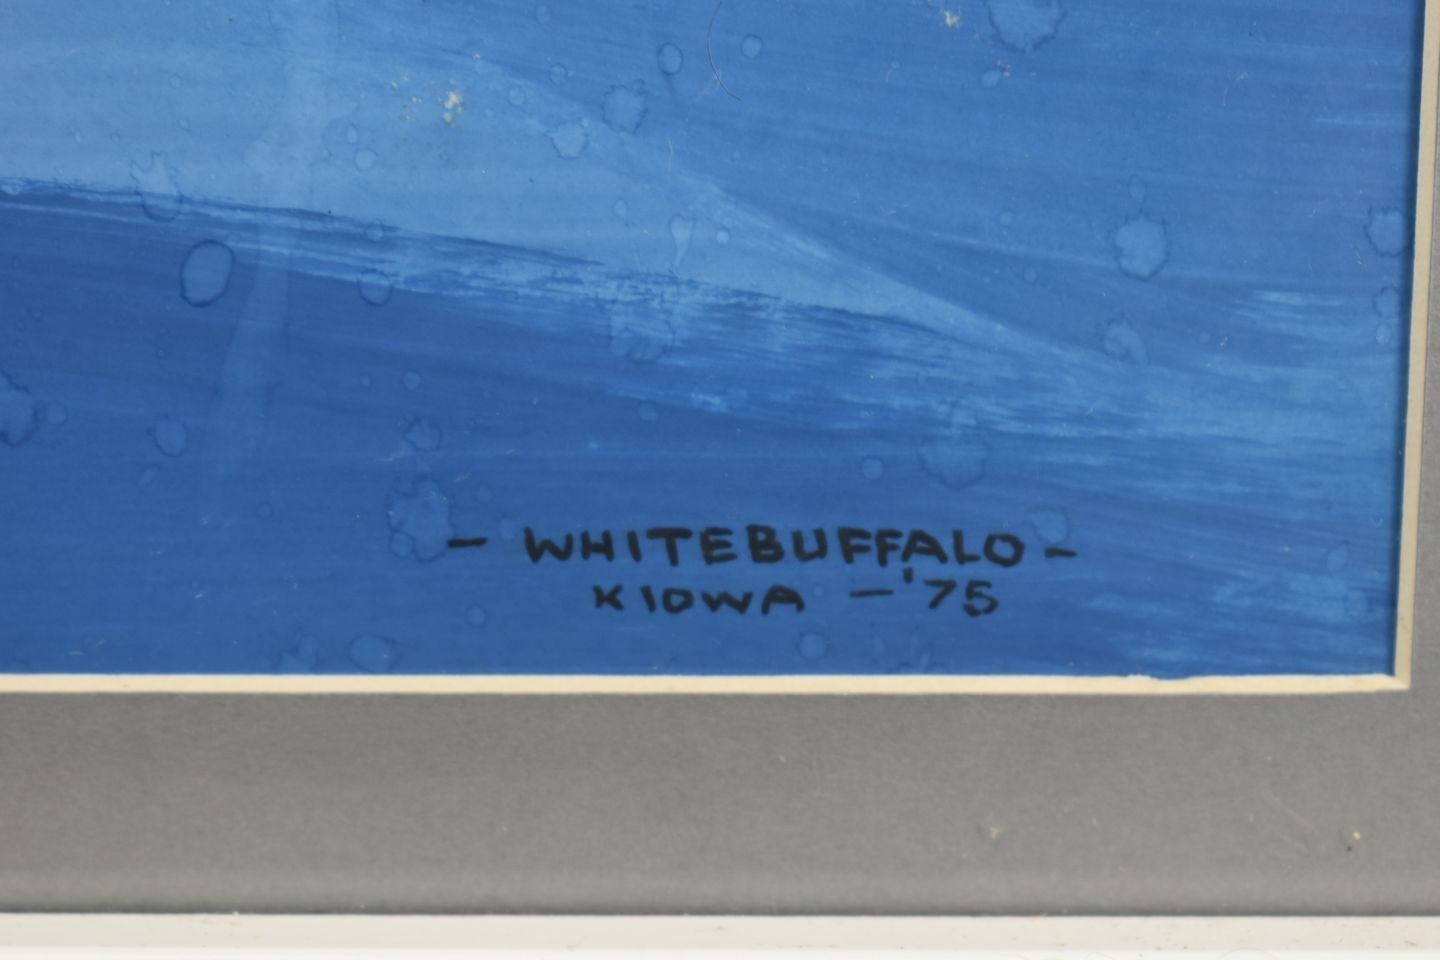 - WHITEBUFFALO -
KIOWA -'75